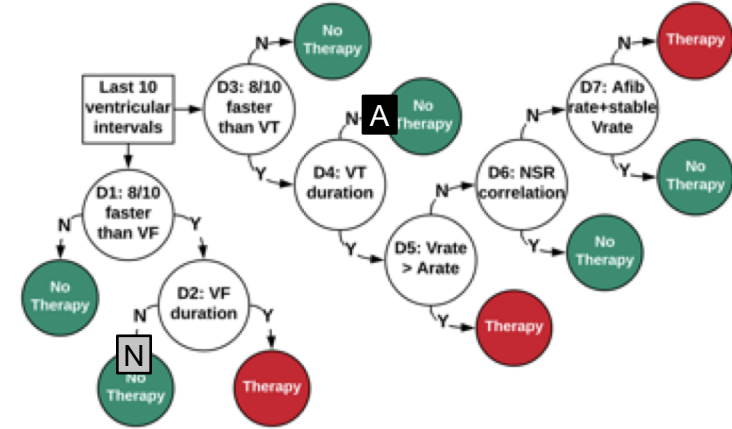 No
Therapy
N
Therapy
N
Last 10
ventricular
intervals
D3: 8/10
faster
than VT
D7: Afib
rate+stable
Vrate
N
N
A
No
Therapy
Y
D4: VT
duration
D6: NSR
correlation
Y
No
Therapy
D1: 8/10
faster
than VF
N
Y
N
Y
D5: Vrate
> Arate
Y
No
Therapy
No
Therapy
D2: VF
duration
N
Y
Y
Therapy
N
No
Therapy
Therapy